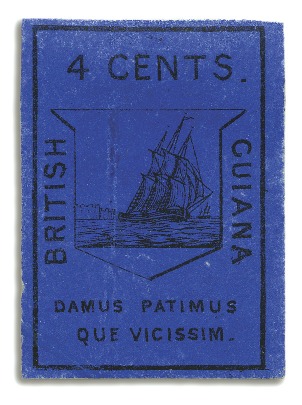 4 CENTS.
BRITISH
GUIANA
DAMUS PATIMUS
QUE VICISSIM.